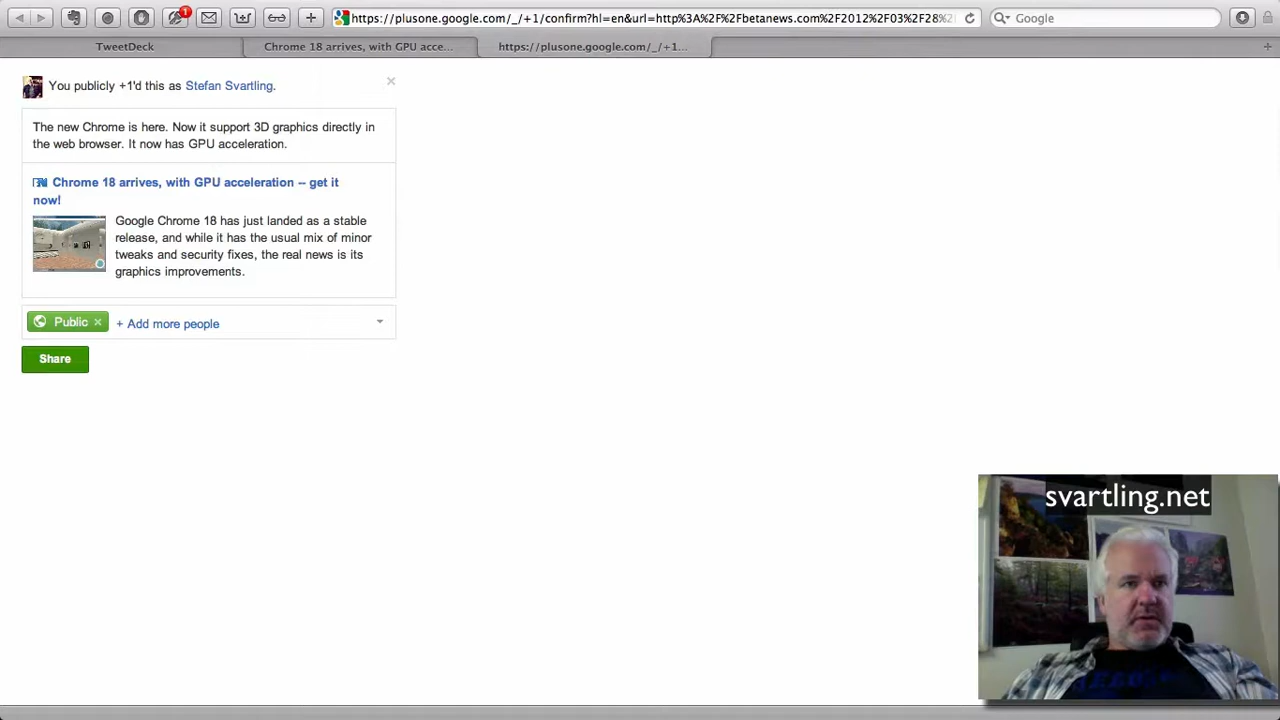 1
https://plusone.google.com/_/+1/confirm?hl=en&url=http%3A%2F%2Fbetanews.com%2F2012%2F03%2F28%
Google
TweetDeck
Chrome 18 arrives, with GPU acce...
https://plusone.google.com/_/+1...
You publicly +1'd this as Stefan Svartling.
The new Chrome is here. Now it support 3D graphics directly in
the web browser. It now has GPU acceleration.
Chrome 18 arrives, with GPU acceleration -- get it
now!
Google Chrome 18 has just landed as a stable
release, and while it has the usual mix of minor
tweaks and security fixes, the real news is its
graphics improvements.
Public
+ Add more people
Share
svartling.net